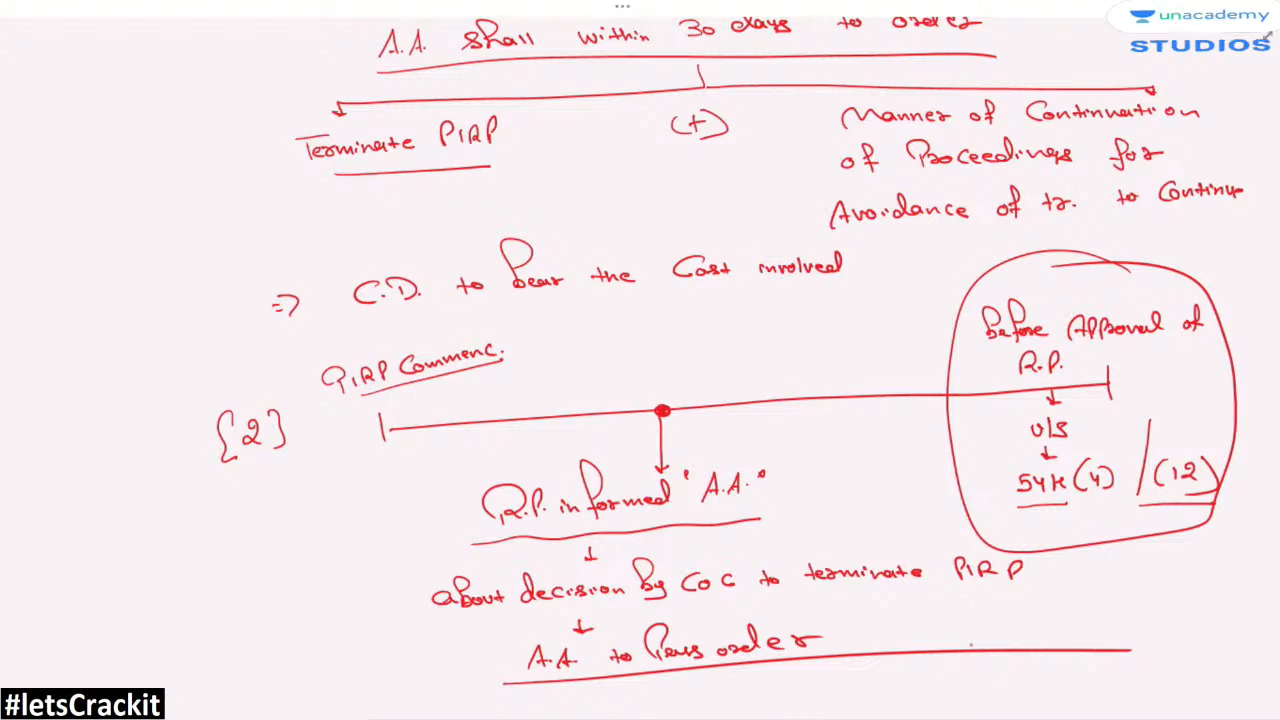 unacademy
STUDIOS
A.A. shall within 30 days to order
Terminate PIRP
(+)
Manner of Continuation
of Proceedings for
Avoidance of tr. to Continue
⇒ C.D. to bear the Cost involved
Before Approval of
R.P.
PIRP Commenc.
{2}
U/S
54K(4) / (12)
R.P. informed "A.A."
about decision by CoC to terminate PIRP
A.A. to Pass order
#letsCrackit